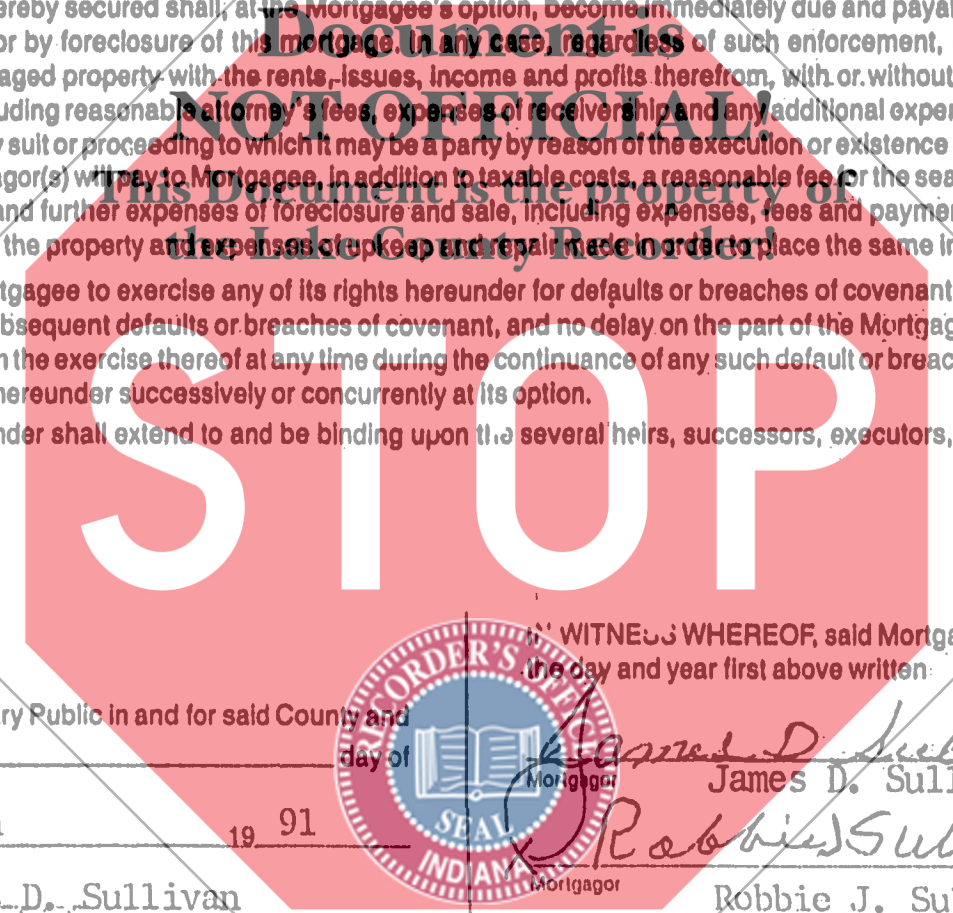 ereby secured shall, at the Mortgagee's option, become immediately due and payal
or by foreclosure of this mortgage. In any case, regardless of such enforcement,
aged property with the rents, issues, income and profits therefrom, with or without
uding reasonable attorney's fees, expenses of receivership and any additional expen
y suit or proceeding to which it may be a party by reason of the execution or existence
agor(s) will pay to Mortgagee, in addition to taxable costs, a reasonable fee for the sea
and further expenses of foreclosure and sale, including expenses, fees and paymen
the property and expenses of upkeep and repair made in order to place the same in
tgagee to exercise any of its rights hereunder for defaults or breaches of covenant
bsequent defaults or breaches of covenant, and no delay on the part of the Mortgag
n the exercise thereof at any time during the continuance of any such default or breac
hereunder successively or concurrently at its option.
nder shall extend to and be binding upon the several heirs, successors, executors,
Document is
NOT OFFICIAL!
This Document is the property of
the Lake County Recorder!
STOP
IN WITNESS WHEREOF, said Mortga
the day and year first above written
ry Public in and for said County and
day of
RECORDER'S OFFICE
SEAL
INDIANA
James D. Sul
Mortgagor
James D. Sull
19 91
Robbie J Sul
Mortgagor
D. Sullivan
Robbie J. Su